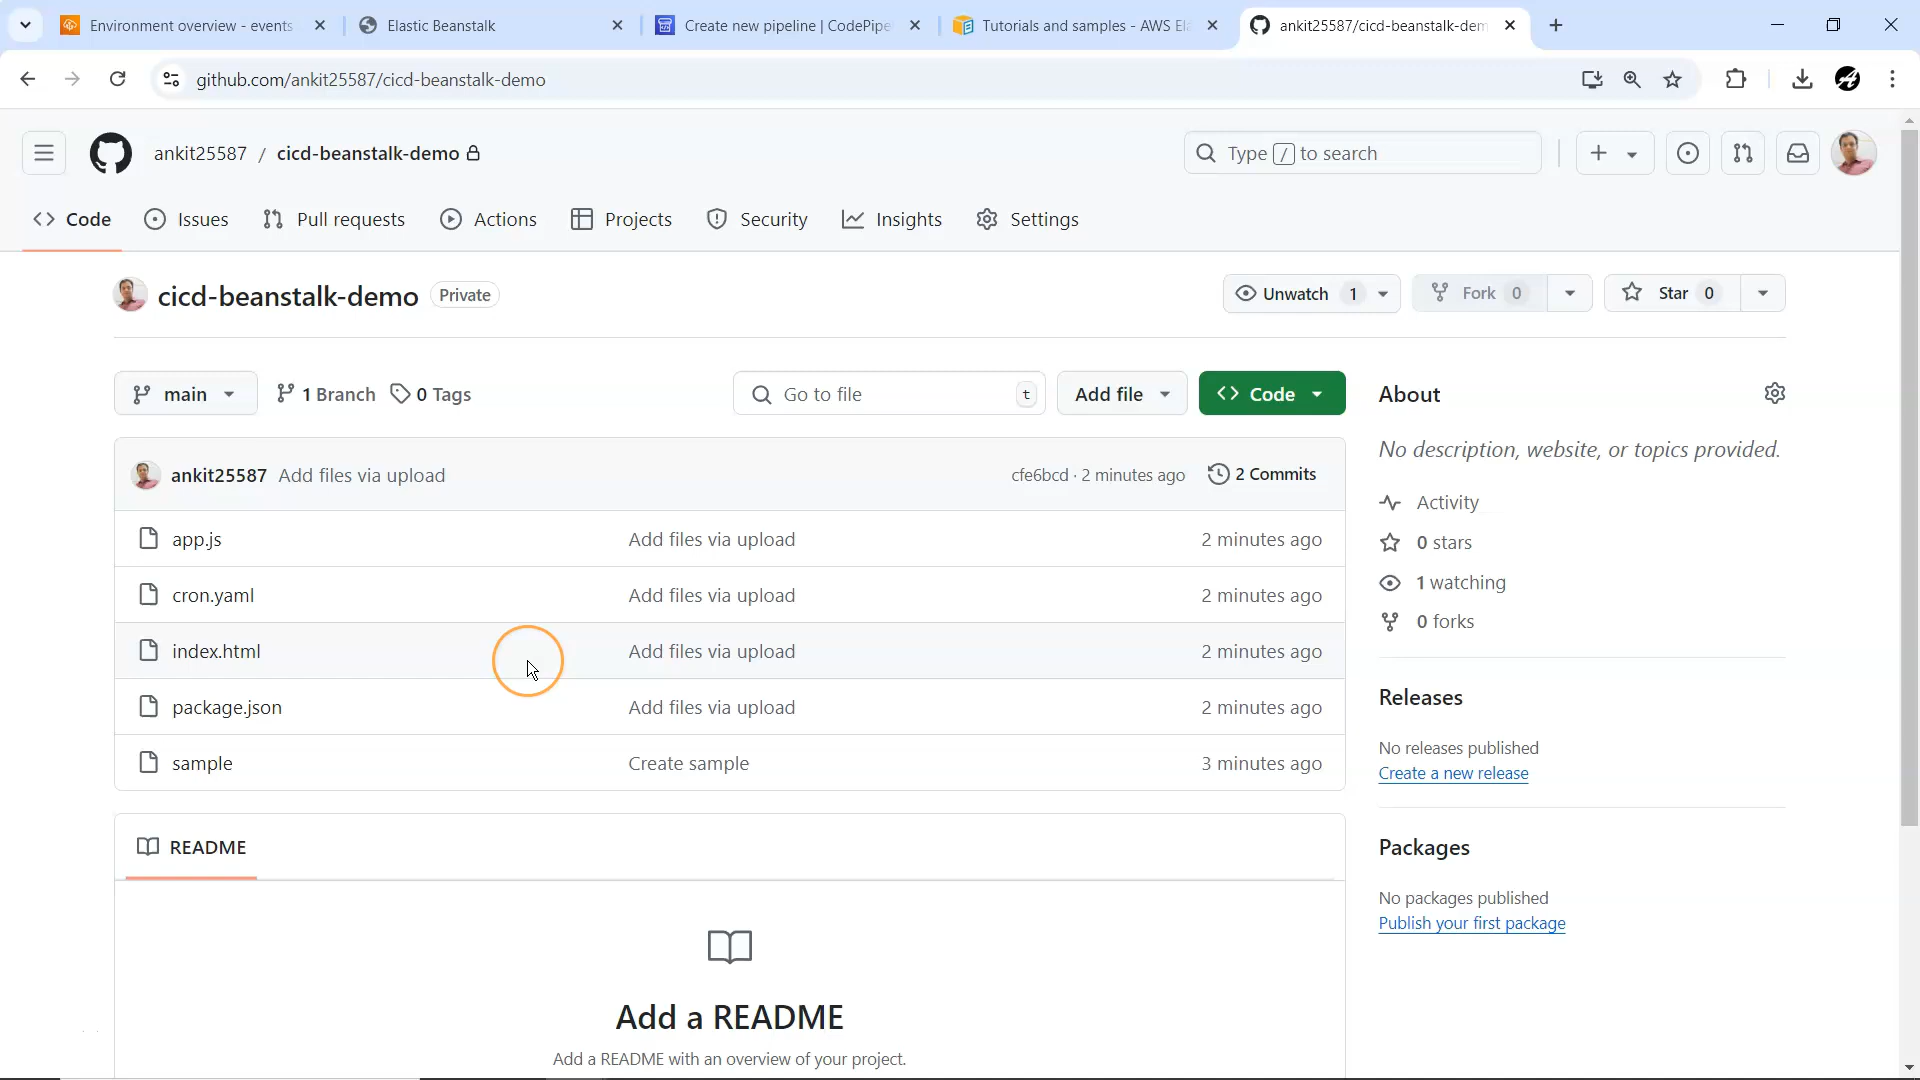 Environment overview - events
Elastic Beanstalk
Create new pipeline | CodePipe
Tutorials and samples - AWS Ela
ankit25587/cicd-beanstalk-dem
github.com/ankit25587/cicd-beanstalk-demo
ankit25587 / cicd-beanstalk-demo
Type / to search
Code
Issues
Pull requests
Actions
Projects
Security
Insights
Settings
cicd-beanstalk-demo
Private
Unwatch 1
Fork 0
Star 0
main
1 Branch
0 Tags
Go to file
t
Add file
Code
ankit25587 Add files via upload
cfe6bcd · 2 minutes ago
2 Commits
app.js Add files via upload 2 minutes ago
cron.yaml Add files via upload 2 minutes ago
index.html Add files via upload 2 minutes ago
package.json Add files via upload 2 minutes ago
sample Create sample 3 minutes ago
README
Add a README
Add a README with an overview of your project.
About
No description, website, or topics provided.
Activity
0 stars
1 watching
0 forks
Releases
No releases published
Create a new release
Packages
No packages published
Publish your first package